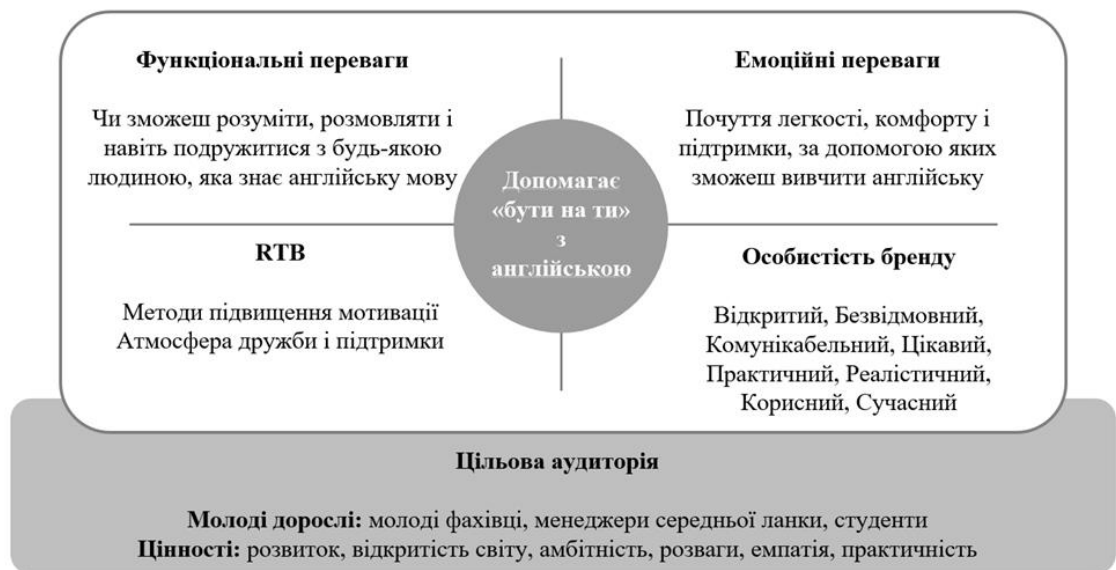 Функціональні переваги
Чи зможеш розуміти, розмовляти і
навіть подружитися з будь-якою
людиною, яка знає англійську мову
Емоційні переваги
Почуття легкості, комфорту і
підтримки, за допомогою яких
зможеш вивчити англійську
Допомагає
«бути на ти»
з
англійською
RTB
Методи підвищення мотивації
Атмосфера дружби і підтримки
Особистість бренду
Відкритий, Безвідмовний,
Комунікабельний, Цікавий,
Практичний, Реалістичний,
Корисний, Сучасний
Цільова аудиторія
Молоді дорослі: молоді фахівці, менеджери середньої ланки, студенти
Цінності: розвиток, відкритість світу, амбітність, розваги, емпатія, практичність